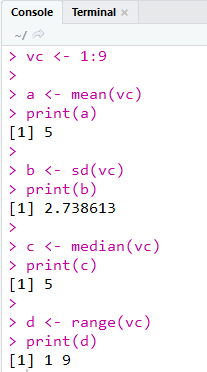 Console Terminal ×
~/
> vc <- 1:9
>
> a <- mean(vc)
> print(a)
[1] 5
>
> b <- sd(vc)
> print(b)
[1] 2.738613
>
> c <- median(vc)
> print(c)
[1] 5
>
> d <- range(vc)
> print(d)
[1] 1 9